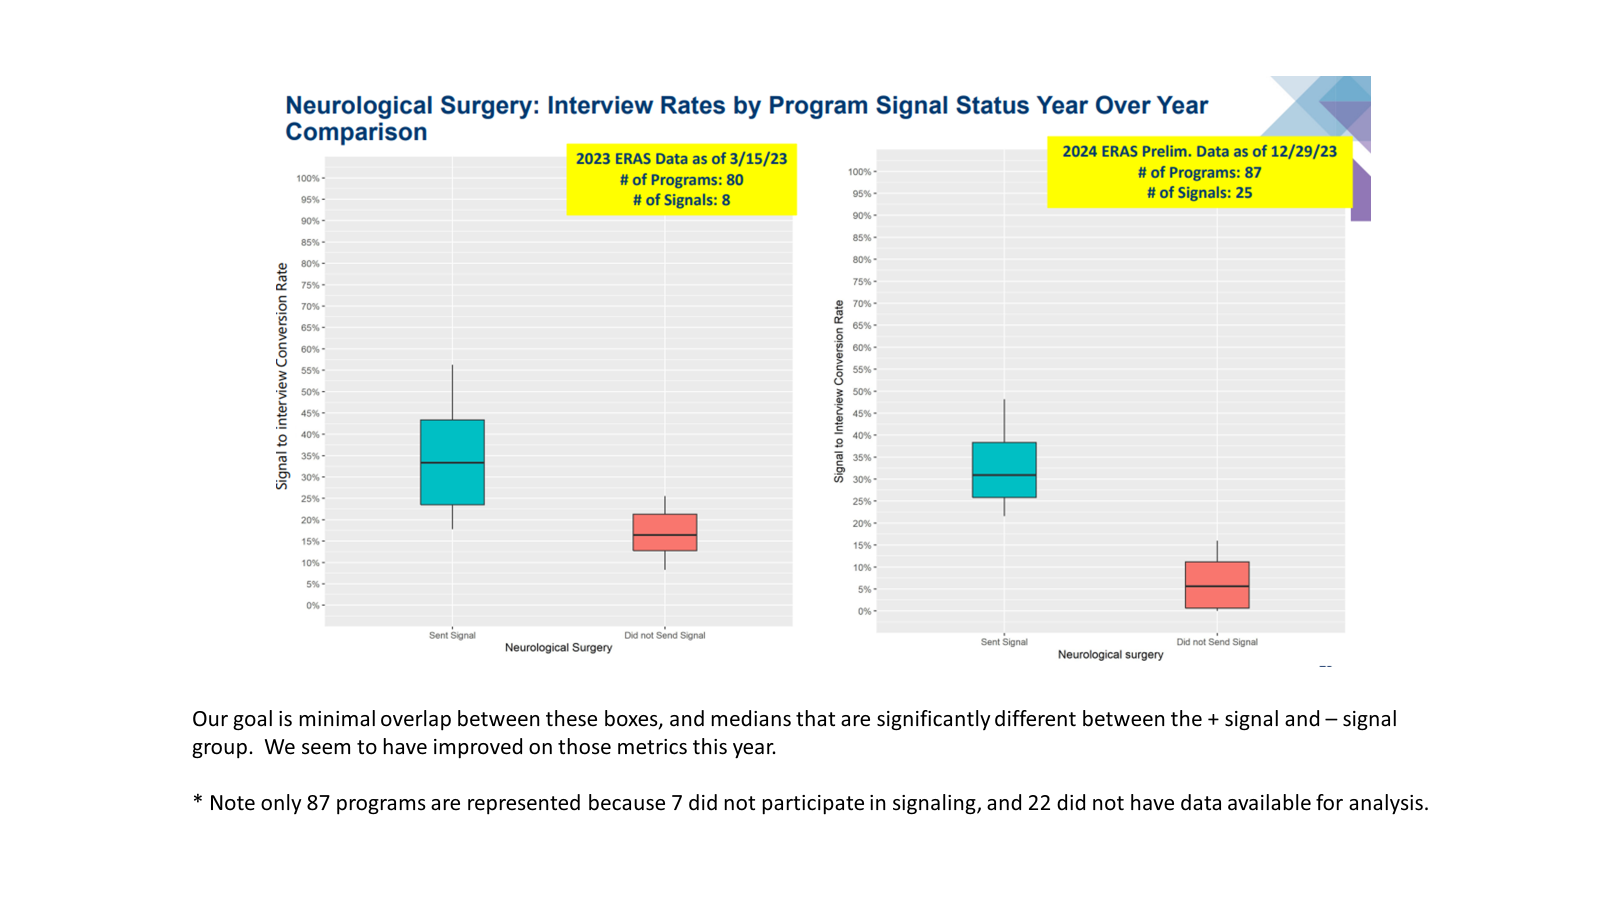 Neurological Surgery: Interview Rates by Program Signal Status Year Over Year
Comparison
2023 ERAS Data as of 3/15/23
# of Programs: 80
# of Signals: 8
Signal to interview Conversion Rate
100%
95%
90%
85%
80%
75%
70%
65%
60%
55%
50%
45%
40%
35%
30%
25%
20%
15%
10%
5%
0%
Sent Signal
Did not Send Signal
Neurological Surgery
2024 ERAS Prelim. Data as of 12/29/23
# of Programs: 87
# of Signals: 25
Signal to Interview Conversion Rate
100%
95%
90%
85%
80%
75%
70%
65%
60%
55%
50%
45%
40%
35%
30%
25%
20%
15%
10%
5%
0%
Sent Signal
Did not Send Signal
Neurological surgery
Our goal is minimal overlap between these boxes, and medians that are significantly different between the + signal and – signal
group.  We seem to have improved on those metrics this year.
* Note only 87 programs are represented because 7 did not participate in signaling, and 22 did not have data available for analysis.